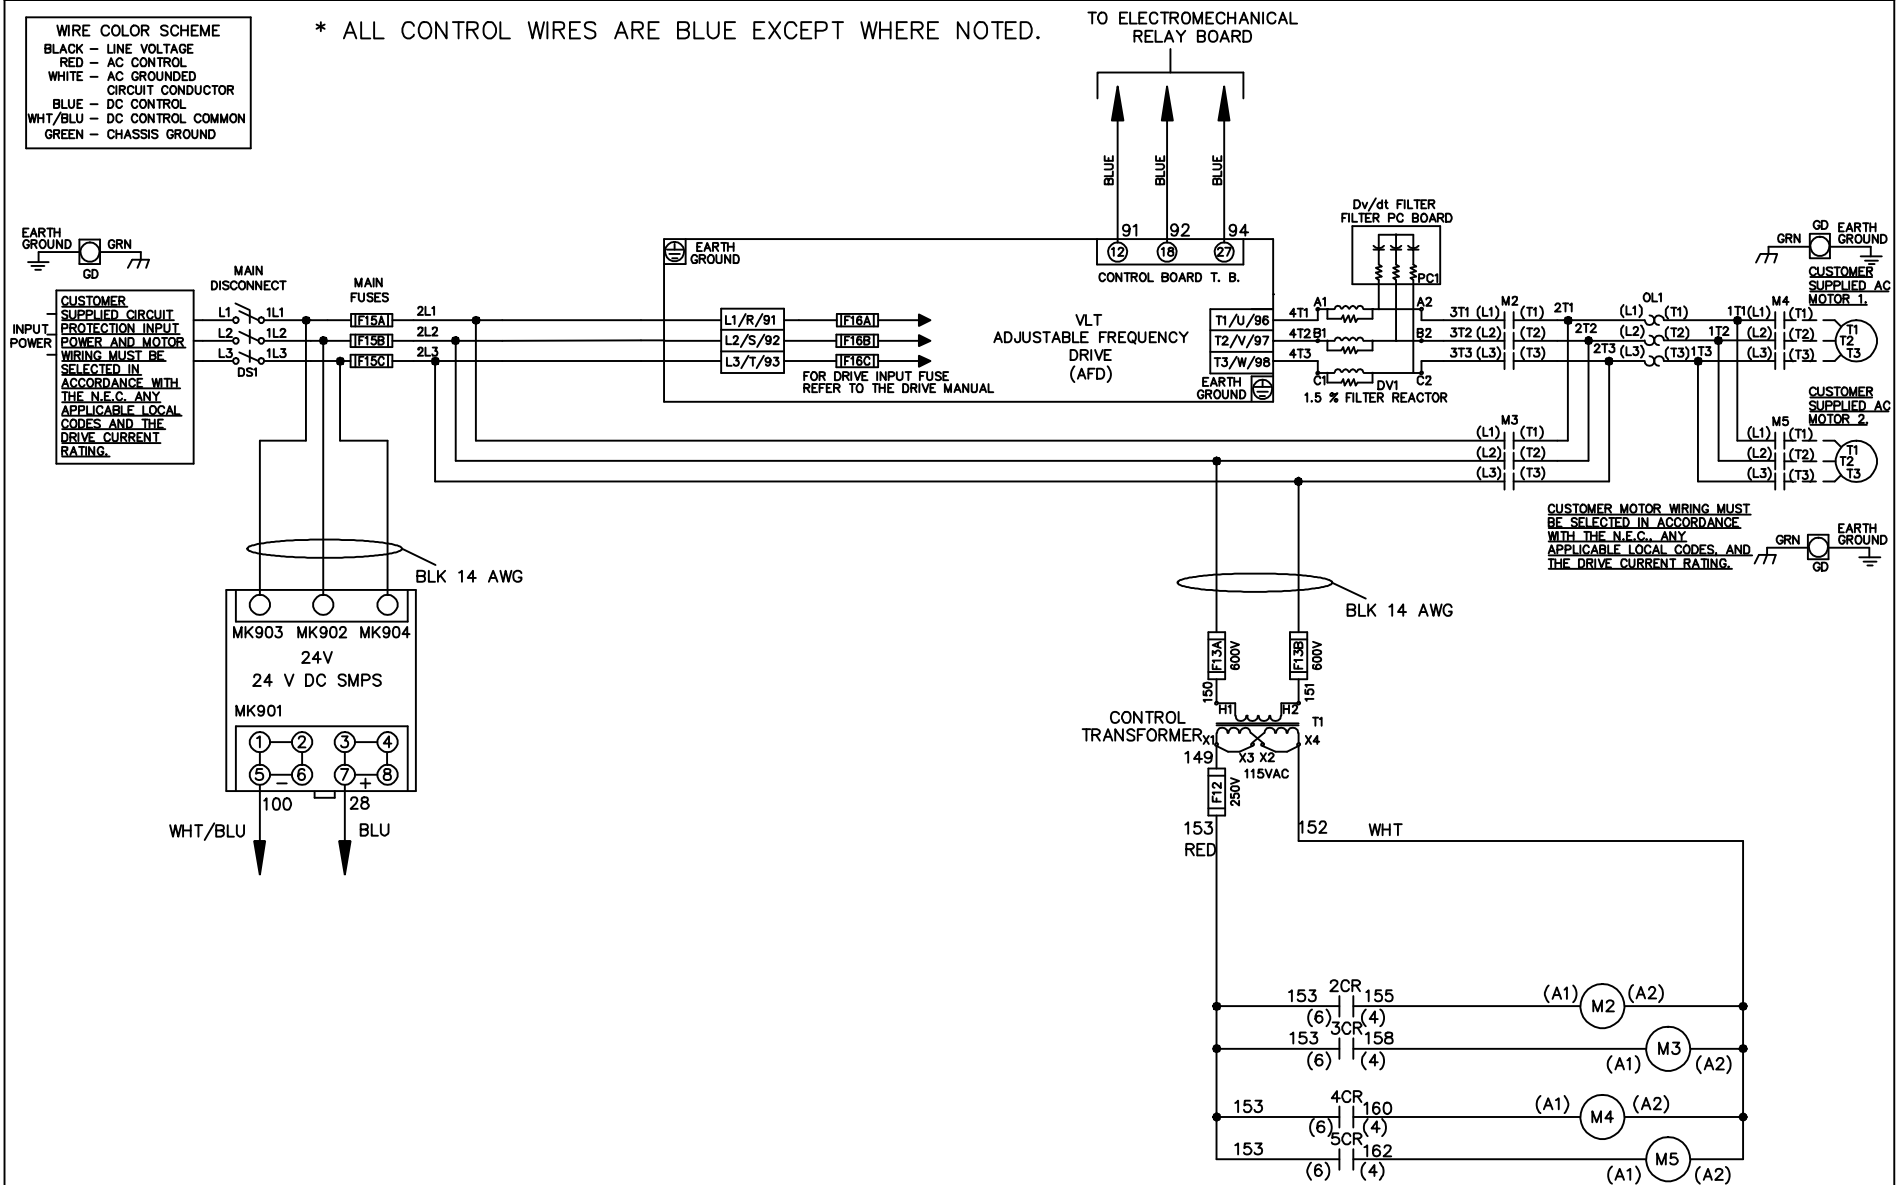 WIRE COLOR SCHEME
BLACK – LINE VOLTAGE
RED – AC CONTROL
WHITE – AC GROUNDED
CIRCUIT CONDUCTOR
BLUE – DC CONTROL
WHT/BLU – DC CONTROL COMMON
GREEN – CHASSIS GROUND
* ALL CONTROL WIRES ARE BLUE EXCEPT WHERE NOTED.
TO ELECTROMECHANICAL
RELAY BOARD
BLUE
BLUE
BLUE
91 92 94
12 18 27
CONTROL BOARD T. B.
EARTH
GROUND
GRN
GD
INPUT
POWER
CUSTOMER
SUPPLIED CIRCUIT
PROTECTION INPUT
POWER AND MOTOR
WIRING MUST BE
SELECTED IN
ACCORDANCE WITH
THE N.E.C. ANY
APPLICABLE LOCAL
CODES AND THE
DRIVE CURRENT
RATING.
MAIN
DISCONNECT
L1 1L1
L2 1L2
L3 1L3
DS1
MAIN
FUSES
F15A 2L1
F15B 2L2
F15C 2L3
EARTH
GROUND
L1/R/91 F16A
L2/S/92 F16B
L3/T/93 F16C
FOR DRIVE INPUT FUSE
REFER TO THE DRIVE MANUAL
VLT
ADJUSTABLE FREQUENCY
DRIVE
(AFD)
T1/U/96
T2/V/97
T3/W/98
EARTH
GROUND
4T1
4T2
4T3
Dv/dt FILTER
FILTER PC BOARD
PC1
A1 A2
B1 B2
C1 C2
DV1
1.5 % FILTER REACTOR
M2
3T1 (L1) (T1) 2T1
3T2 (L2) (T2) 2T2
3T3 (L3) (T3) 2T3
OL1
(L1) (T1) 1T1
(L2) (T2) 1T2
(L3) (T3) 1T3
M4
(L1) (T1)
(L2) (T2)
(L3) (T3)
T1
T2
T3
GD
GRN
EARTH
GROUND
CUSTOMER
SUPPLIED AC
MOTOR 1.
M3
(L1) (T1)
(L2) (T2)
(L3) (T3)
CUSTOMER
SUPPLIED AC
MOTOR 2.
M5
(L1) (T1)
(L2) (T2)
(L3) (T3)
T1
T2
T3
CUSTOMER MOTOR WIRING MUST
BE SELECTED IN ACCORDANCE
WITH THE N.E.C., ANY
APPLICABLE LOCAL CODES, AND
THE DRIVE CURRENT RATING.
GRN
GD
EARTH
GROUND
BLK 14 AWG
MK903 MK902 MK904
24V
24 V DC SMPS
MK901
1 2 3 4
5 – 6 7 + 8
100 28
WHT/BLU BLU
BLK 14 AWG
F13A 600V
F13B 600V
150 151
H1 H2
T1
CONTROL
TRANSFORMER
X1 X3 X2 X4
115VAC
149
F12 250V
153
RED
152 WHT
153 2CR 155 (A1) M2 (A2)
(6) (4)
153 3CR 158
(6) (4) (A1) M3 (A2)
153 4CR 160 (A1) M4 (A2)
(6) (4)
153 5CR 162
(6) (4) (A1) M5 (A2)